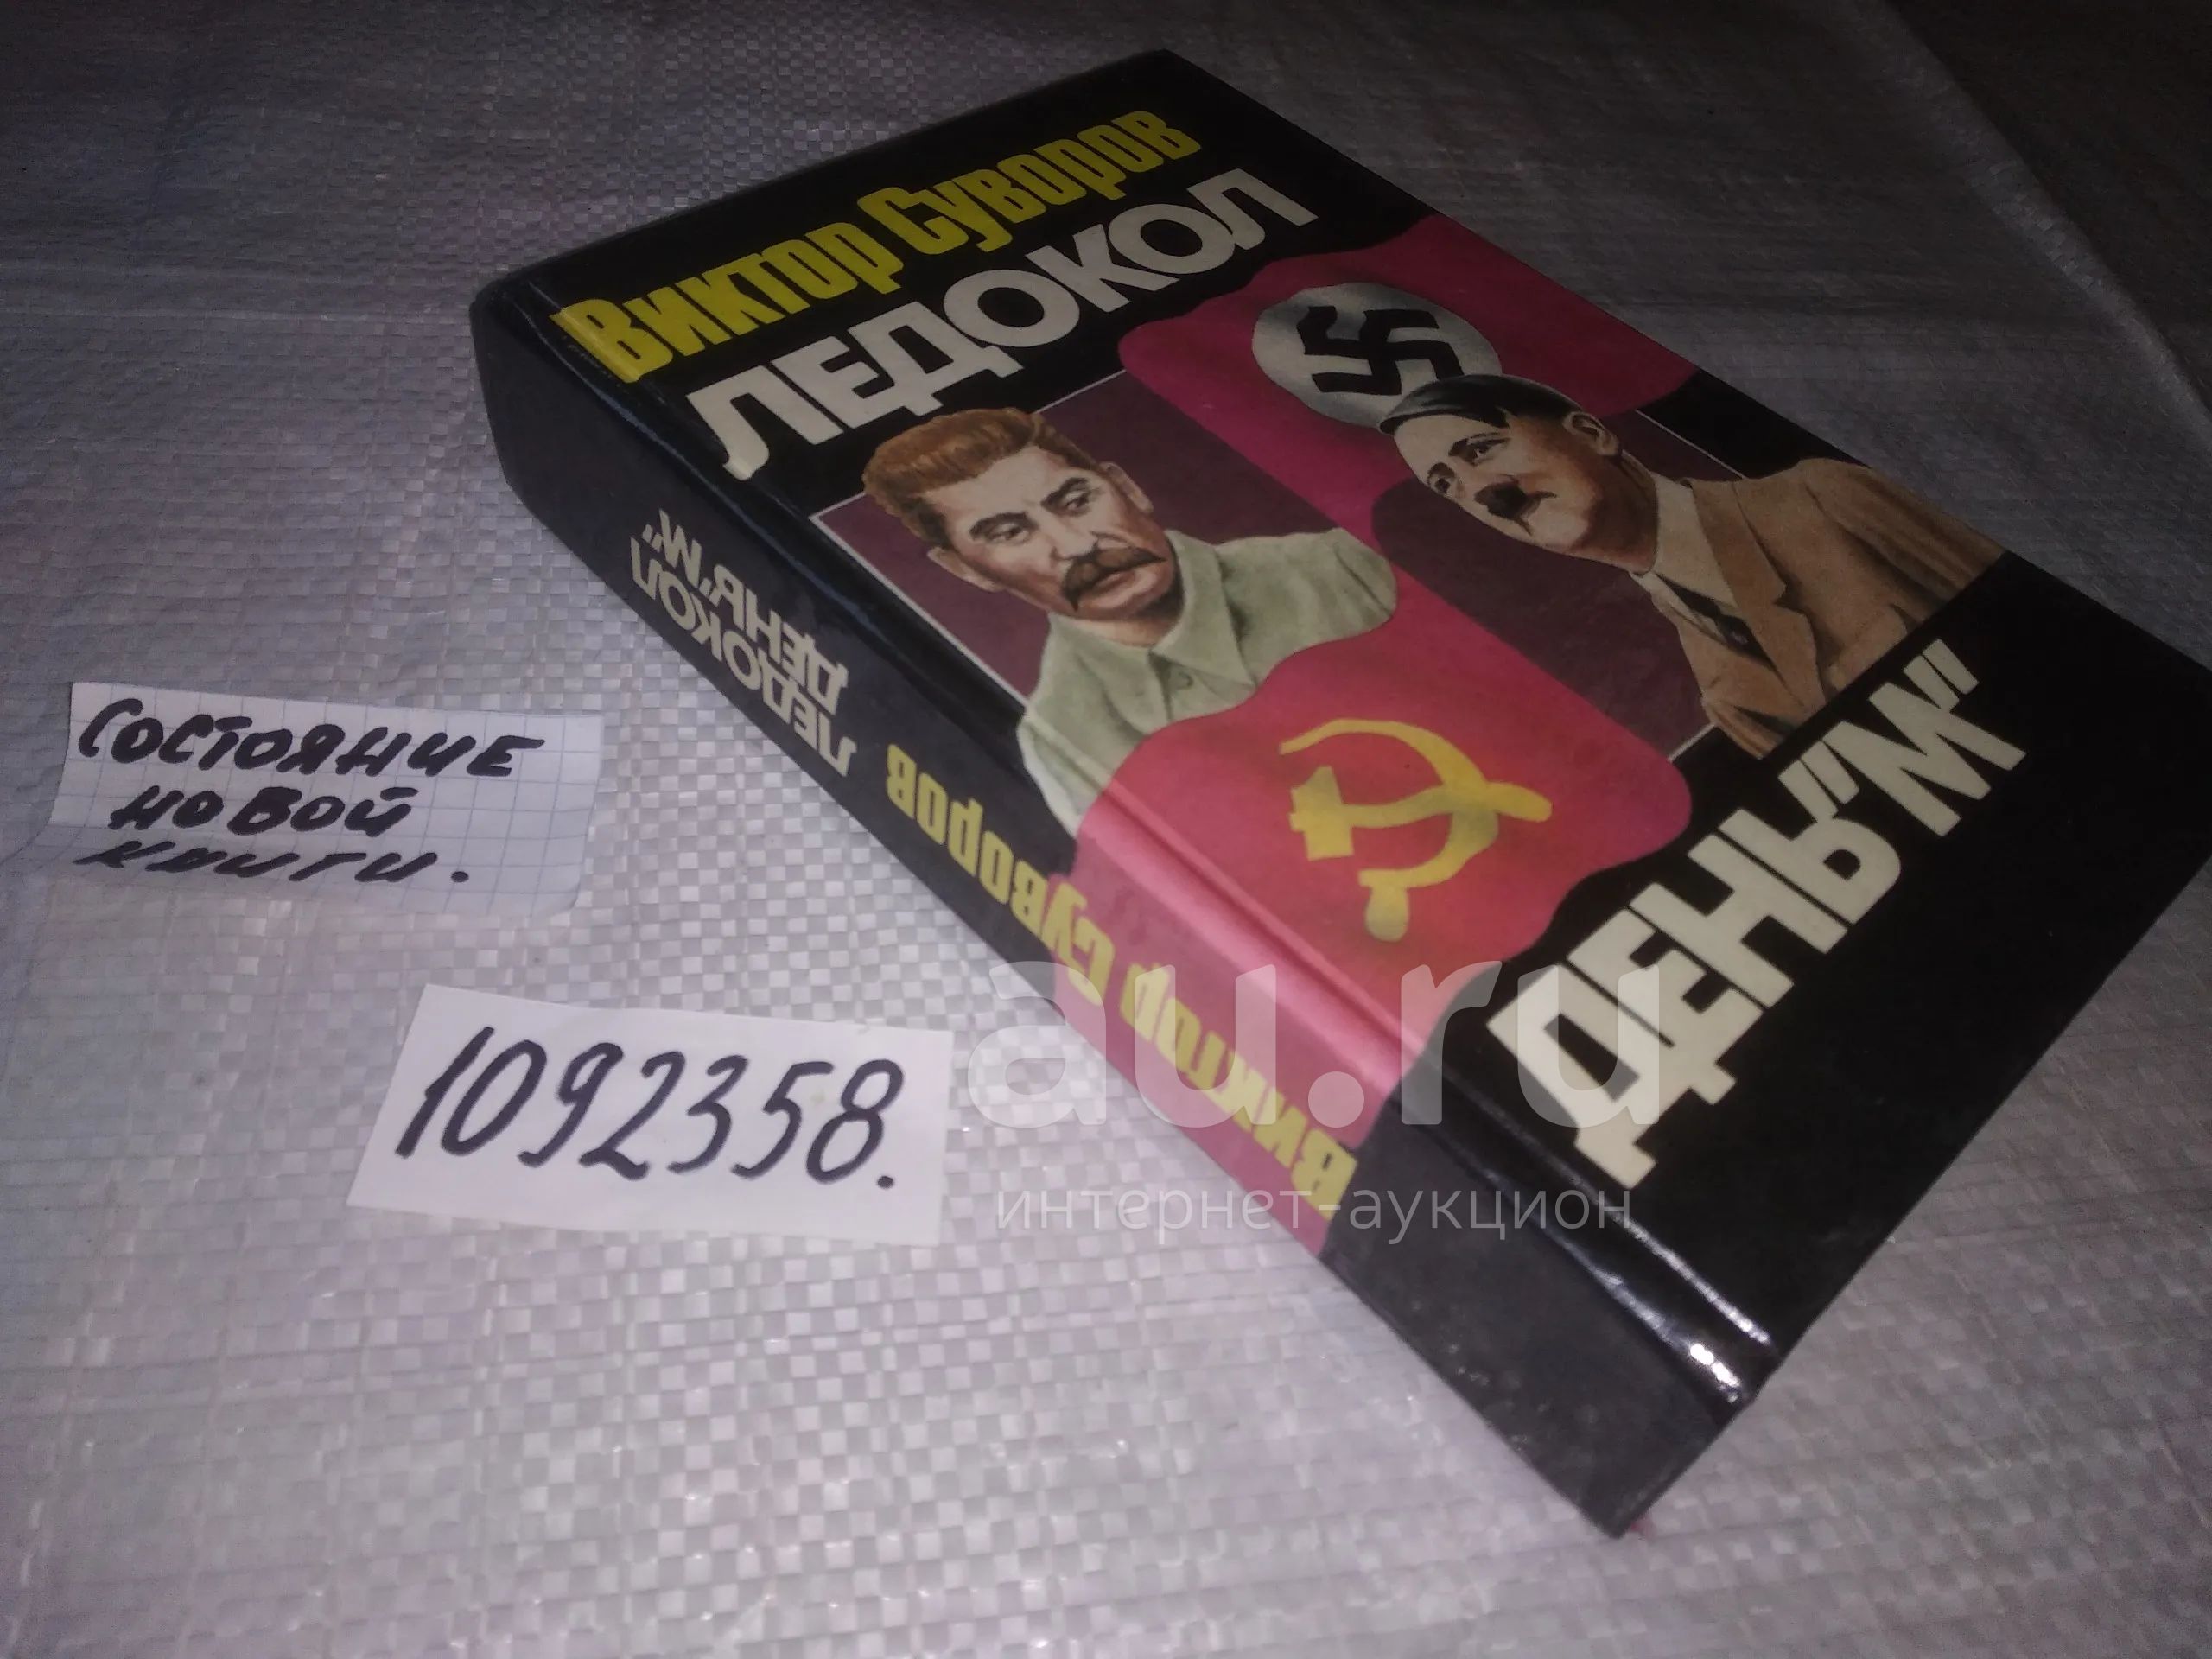 Виктор Суворов
ЛЕДОКОЛ
ДЕНЬ "М"
Виктор Суворов
ЛЕДОКОЛ
ДЕНЬ "М"
СОСТОЯНИЕ
НОВОЙ
КНИГИ.
1092358.
au.ru
интернет-аукцион